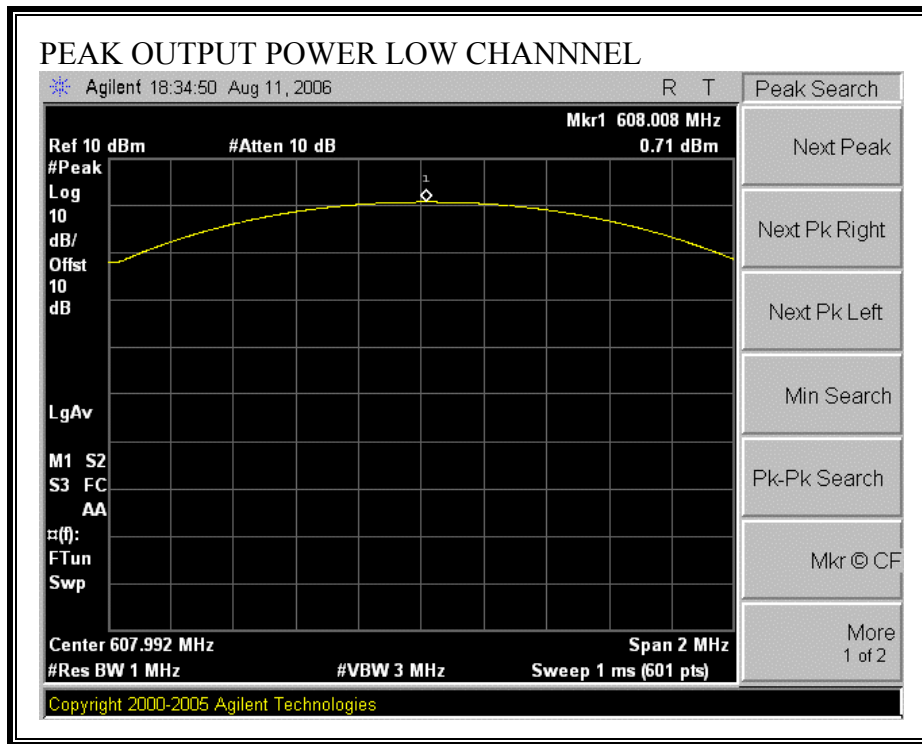 PEAK OUTPUT POWER LOW CHANNNEL
Agilent 18:34:50 Aug 11, 2006 R T
Peak Search
Mkr1 608.008 MHz
Ref 10 dBm #Atten 10 dB 0.71 dBm
#Peak
Log
10
dB/
Offst
10
dB
1
LgAv
M1 S2
S3 FC
AA
¤(f):
FTun
Swp
Center 607.992 MHz Span 2 MHz
#Res BW 1 MHz #VBW 3 MHz Sweep 1 ms (601 pts)
Copyright 2000-2005 Agilent Technologies
Next Peak
Next Pk Right
Next Pk Left
Min Search
Pk-Pk Search
Mkr © CF
More
1 of 2